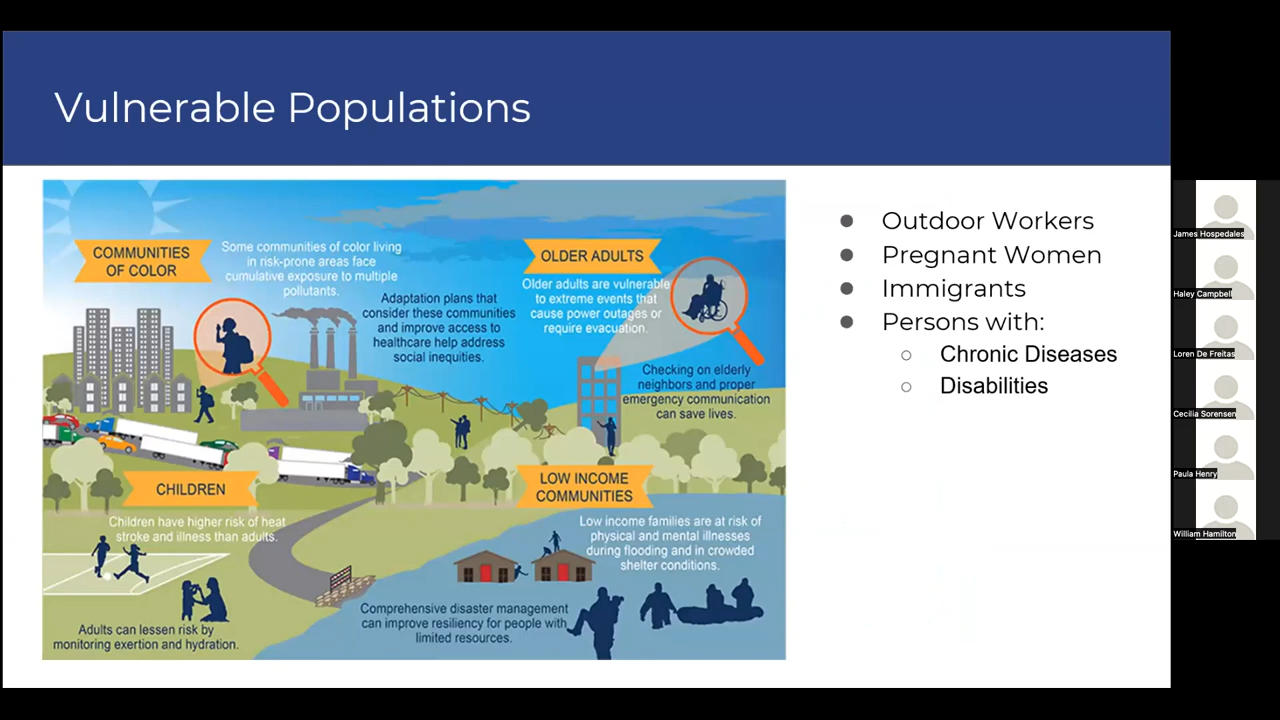 Vulnerable Populations
COMMUNITIES
OF COLOR
Some communities of color living
in risk-prone areas face
cumulative exposure to multiple
pollutants.
Adaptation plans that
consider these communities
and improve access to
healthcare help address
social inequities.
OLDER ADULTS
Older adults are vulnerable
to extreme events that
cause power outages or
require evacuation.
Checking on elderly
neighbors and proper
emergency communication
can save lives.
CHILDREN
Children have higher risk of heat
stroke and illness than adults.
Adults can lessen risk by
monitoring exertion and hydration.
LOW INCOME
COMMUNITIES
Low income families are at risk of
physical and mental illnesses
during flooding and in crowded
shelter conditions.
Comprehensive disaster management
can improve resiliency for people with
limited resources.
Outdoor Workers
Pregnant Women
Immigrants
Persons with:
Chronic Diseases
Disabilities
James Hospedales
Haley Campbell
Loren De Freitas
Cecilia Sorensen
Paula Henry
William Hamilton